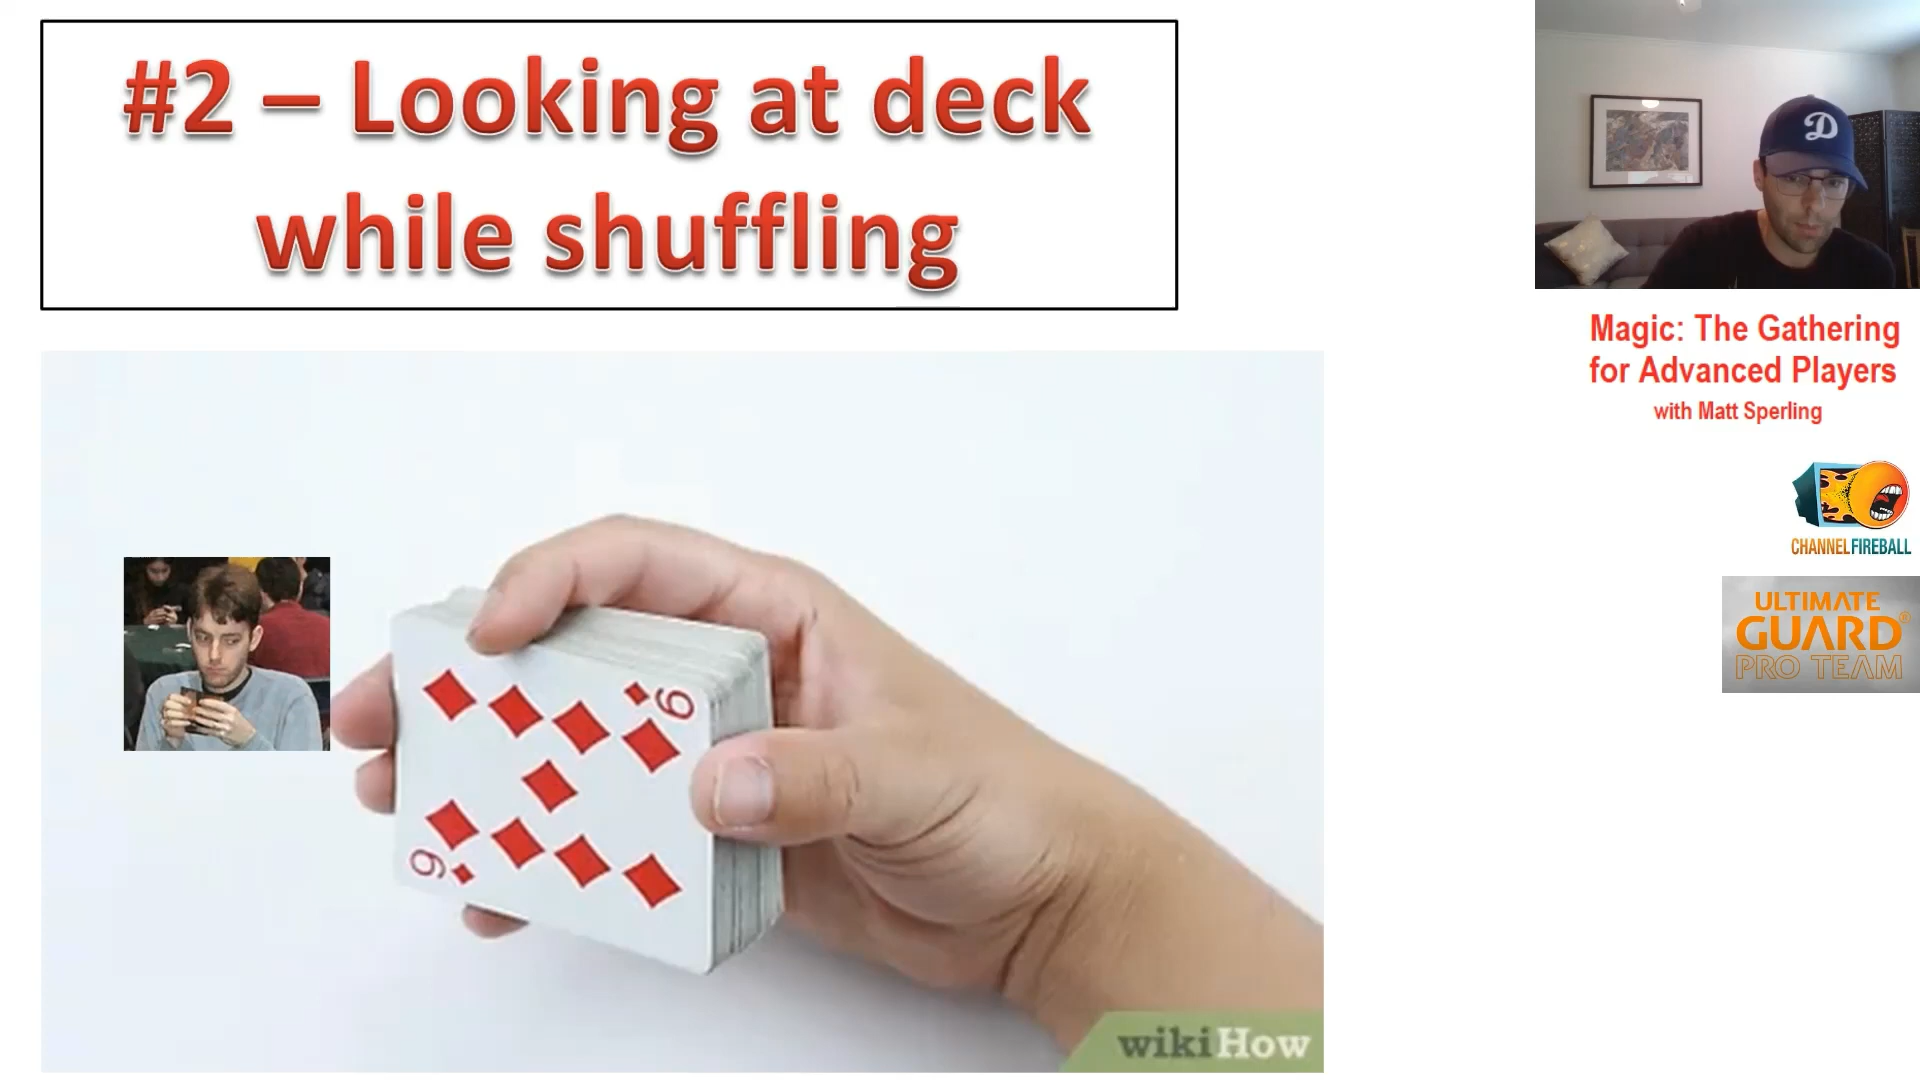 #2 – Looking at deck
while shuffling
D
Magic: The Gathering
for Advanced Players
with Matt Sperling
CHANNELFIREBALL
ULTIMATE
GUARD®
PRO TEAM
9
9
wikiHow